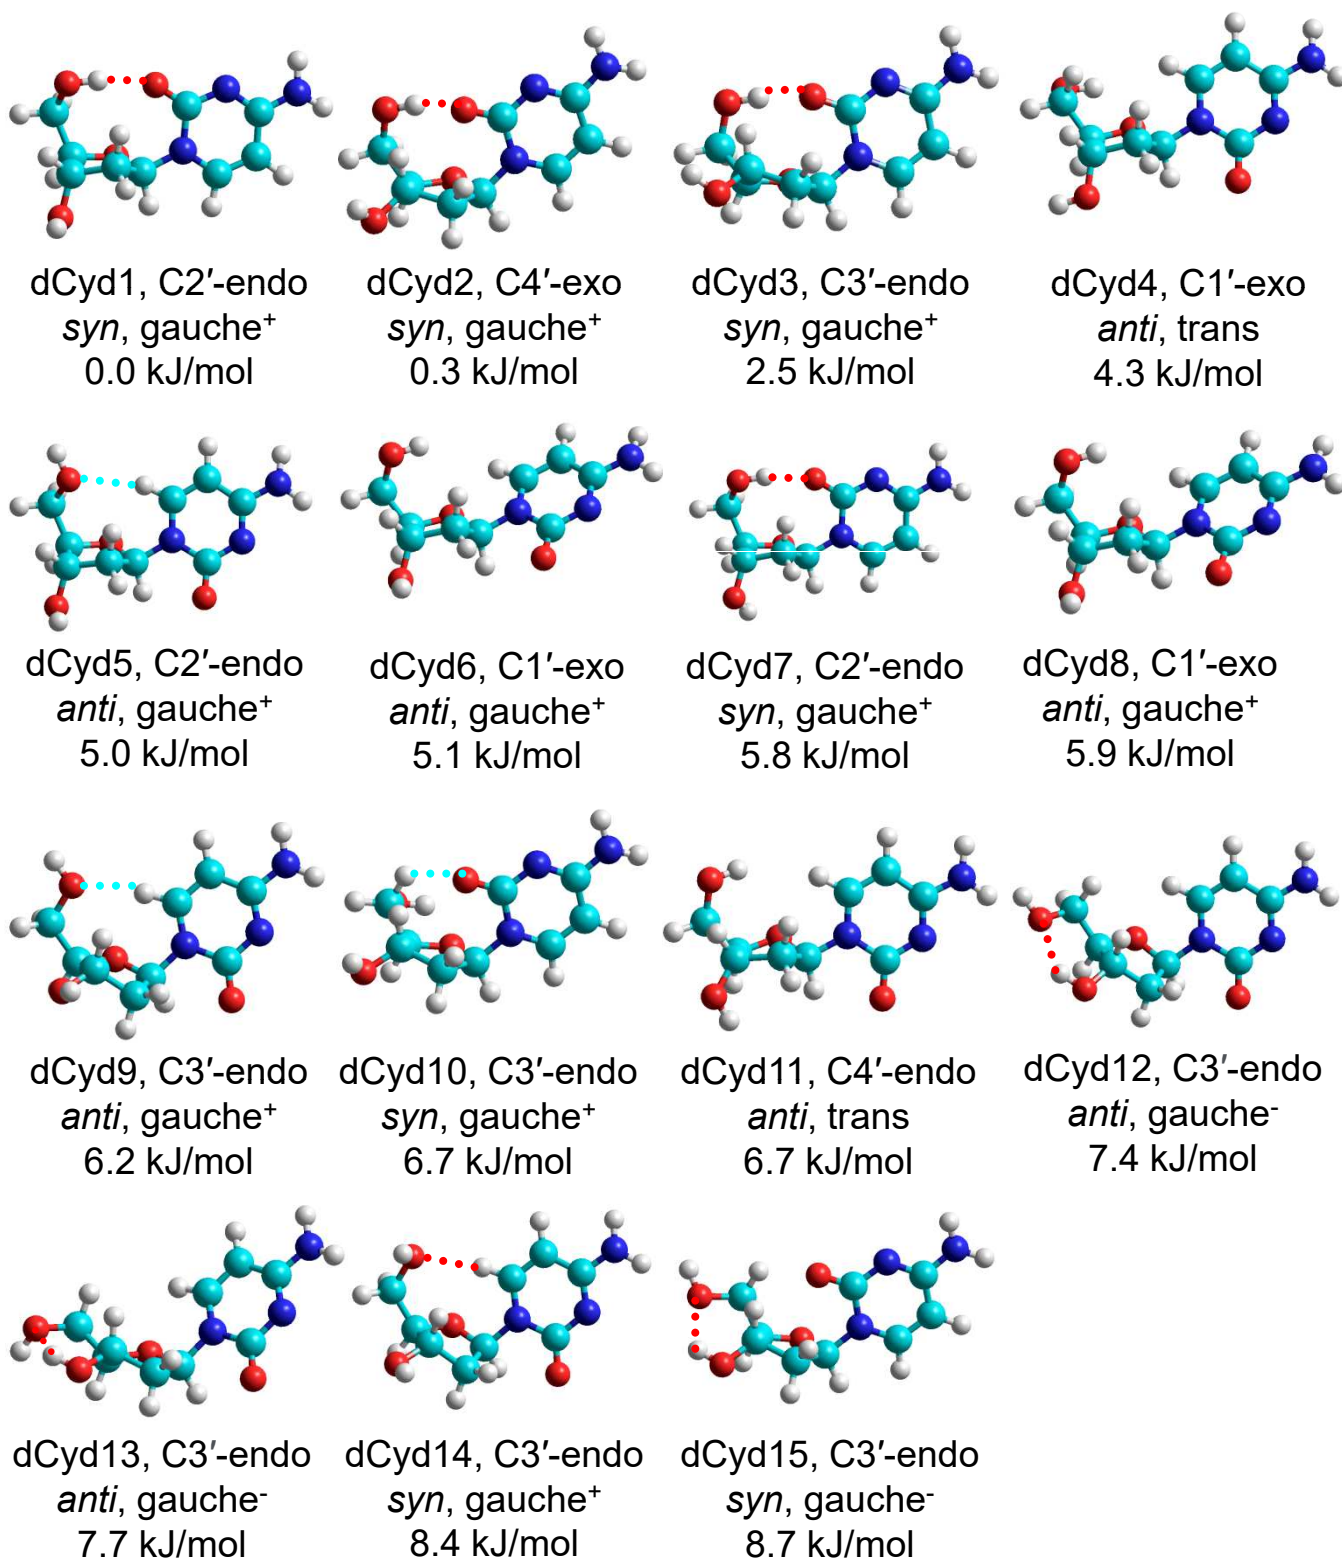 dCyd1, C2′-endo
syn, gauche⁺
0.0 kJ/mol
dCyd2, C4′-exo
syn, gauche⁺
0.3 kJ/mol
dCyd3, C3′-endo
syn, gauche⁺
2.5 kJ/mol
dCyd4, C1′-exo
anti, trans
4.3 kJ/mol
dCyd5, C2′-endo
anti, gauche⁺
5.0 kJ/mol
dCyd6, C1′-exo
anti, gauche⁺
5.1 kJ/mol
dCyd7, C2′-endo
syn, gauche⁺
5.8 kJ/mol
dCyd8, C1′-exo
anti, gauche⁺
5.9 kJ/mol
dCyd9, C3′-endo
anti, gauche⁺
6.2 kJ/mol
dCyd10, C3′-endo
syn, gauche⁺
6.7 kJ/mol
dCyd11, C4′-endo
anti, trans
6.7 kJ/mol
dCyd12, C3′-endo
anti, gauche⁻
7.4 kJ/mol
dCyd13, C3′-endo
anti, gauche⁻
7.7 kJ/mol
dCyd14, C3′-endo
syn, gauche⁺
8.4 kJ/mol
dCyd15, C3′-endo
syn, gauche⁻
8.7 kJ/mol